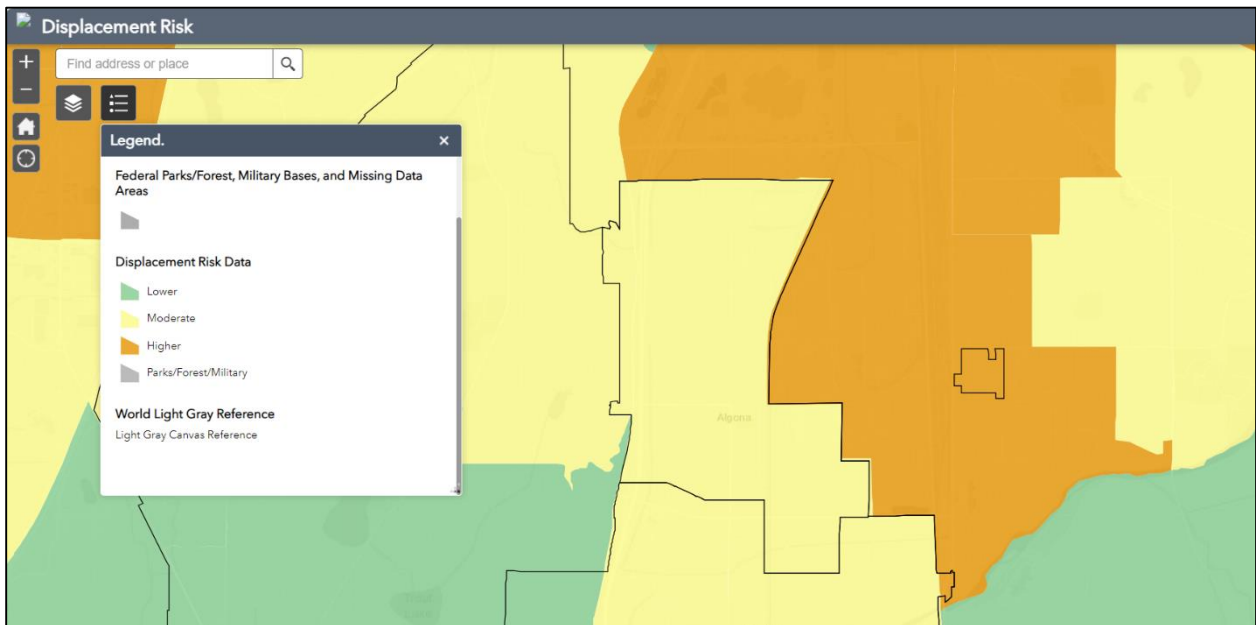 Displacement Risk
+
Find address or place
−
Legend.
×
Federal Parks/Forest, Military Bases, and Missing Data
Areas
Displacement Risk Data
Lower
Moderate
Higher
Parks/Forest/Military
World Light Gray Reference
Light Gray Canvas Reference
Algona